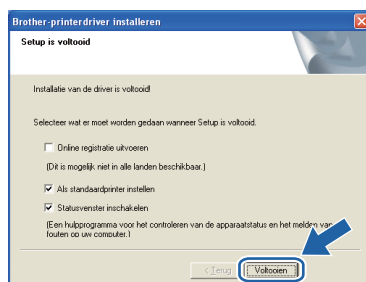 Brother-printerdriver installeren
Setup is voltooid
Installatie van de driver is voltooid!
Selecteer wat er moet worden gedaan wanneer Setup is voltooid.
Online registratie uitvoeren
(Dit is mogelijk niet in alle landen beschikbaar.)
Als standaardprinter instellen
Statusvenster inschakelen
(Een hulpprogramma voor het controleren van de apparaatstatus en het melden van
fouten op uw computer.)
< Terug
Voltooien